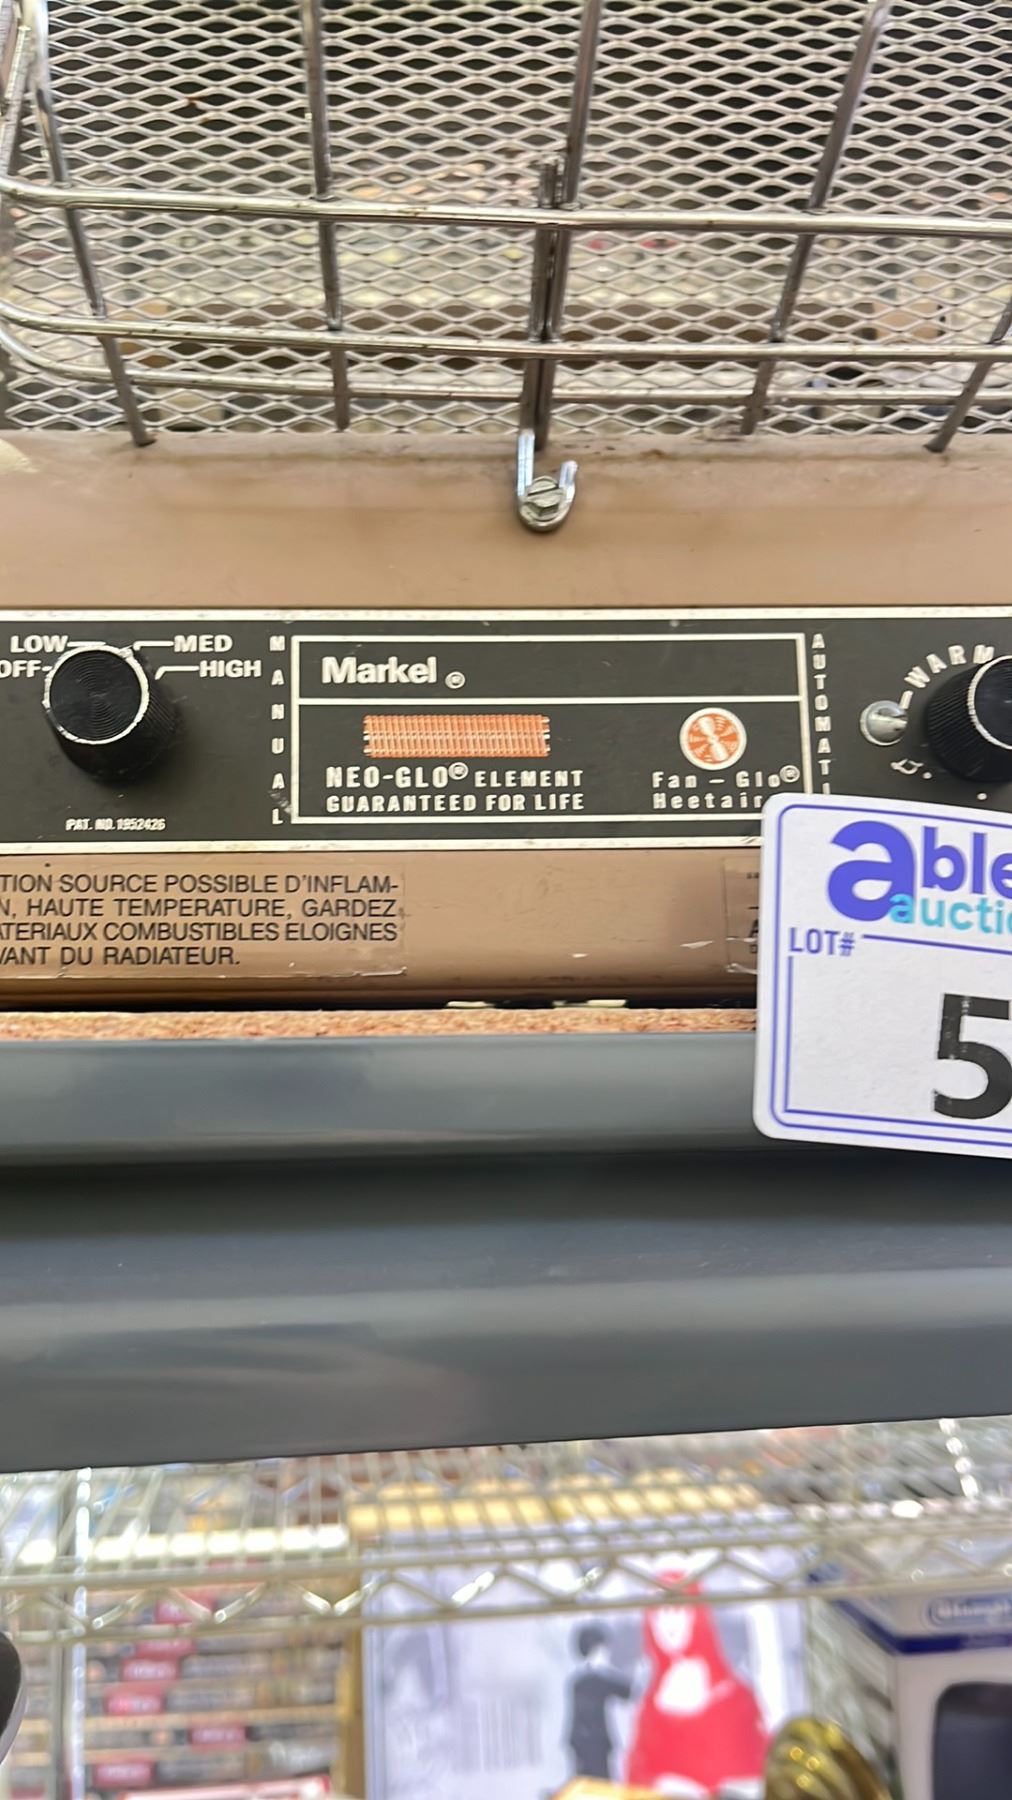 LOW
MED
OFF
HIGH
MANUAL
Markel ®
NEO-GLO® ELEMENT
GUARANTEED FOR LIFE
Fan-Glo®
Heetair
AUTOMATI
WARM
PAT. NO. 1952426
TION SOURCE POSSIBLE D'INFLAM-
N, HAUTE TEMPERATURE, GARDEZ
ATERIAUX COMBUSTIBLES ELOIGNES
VANT DU RADIATEUR.
able
auctio
LOT#
5